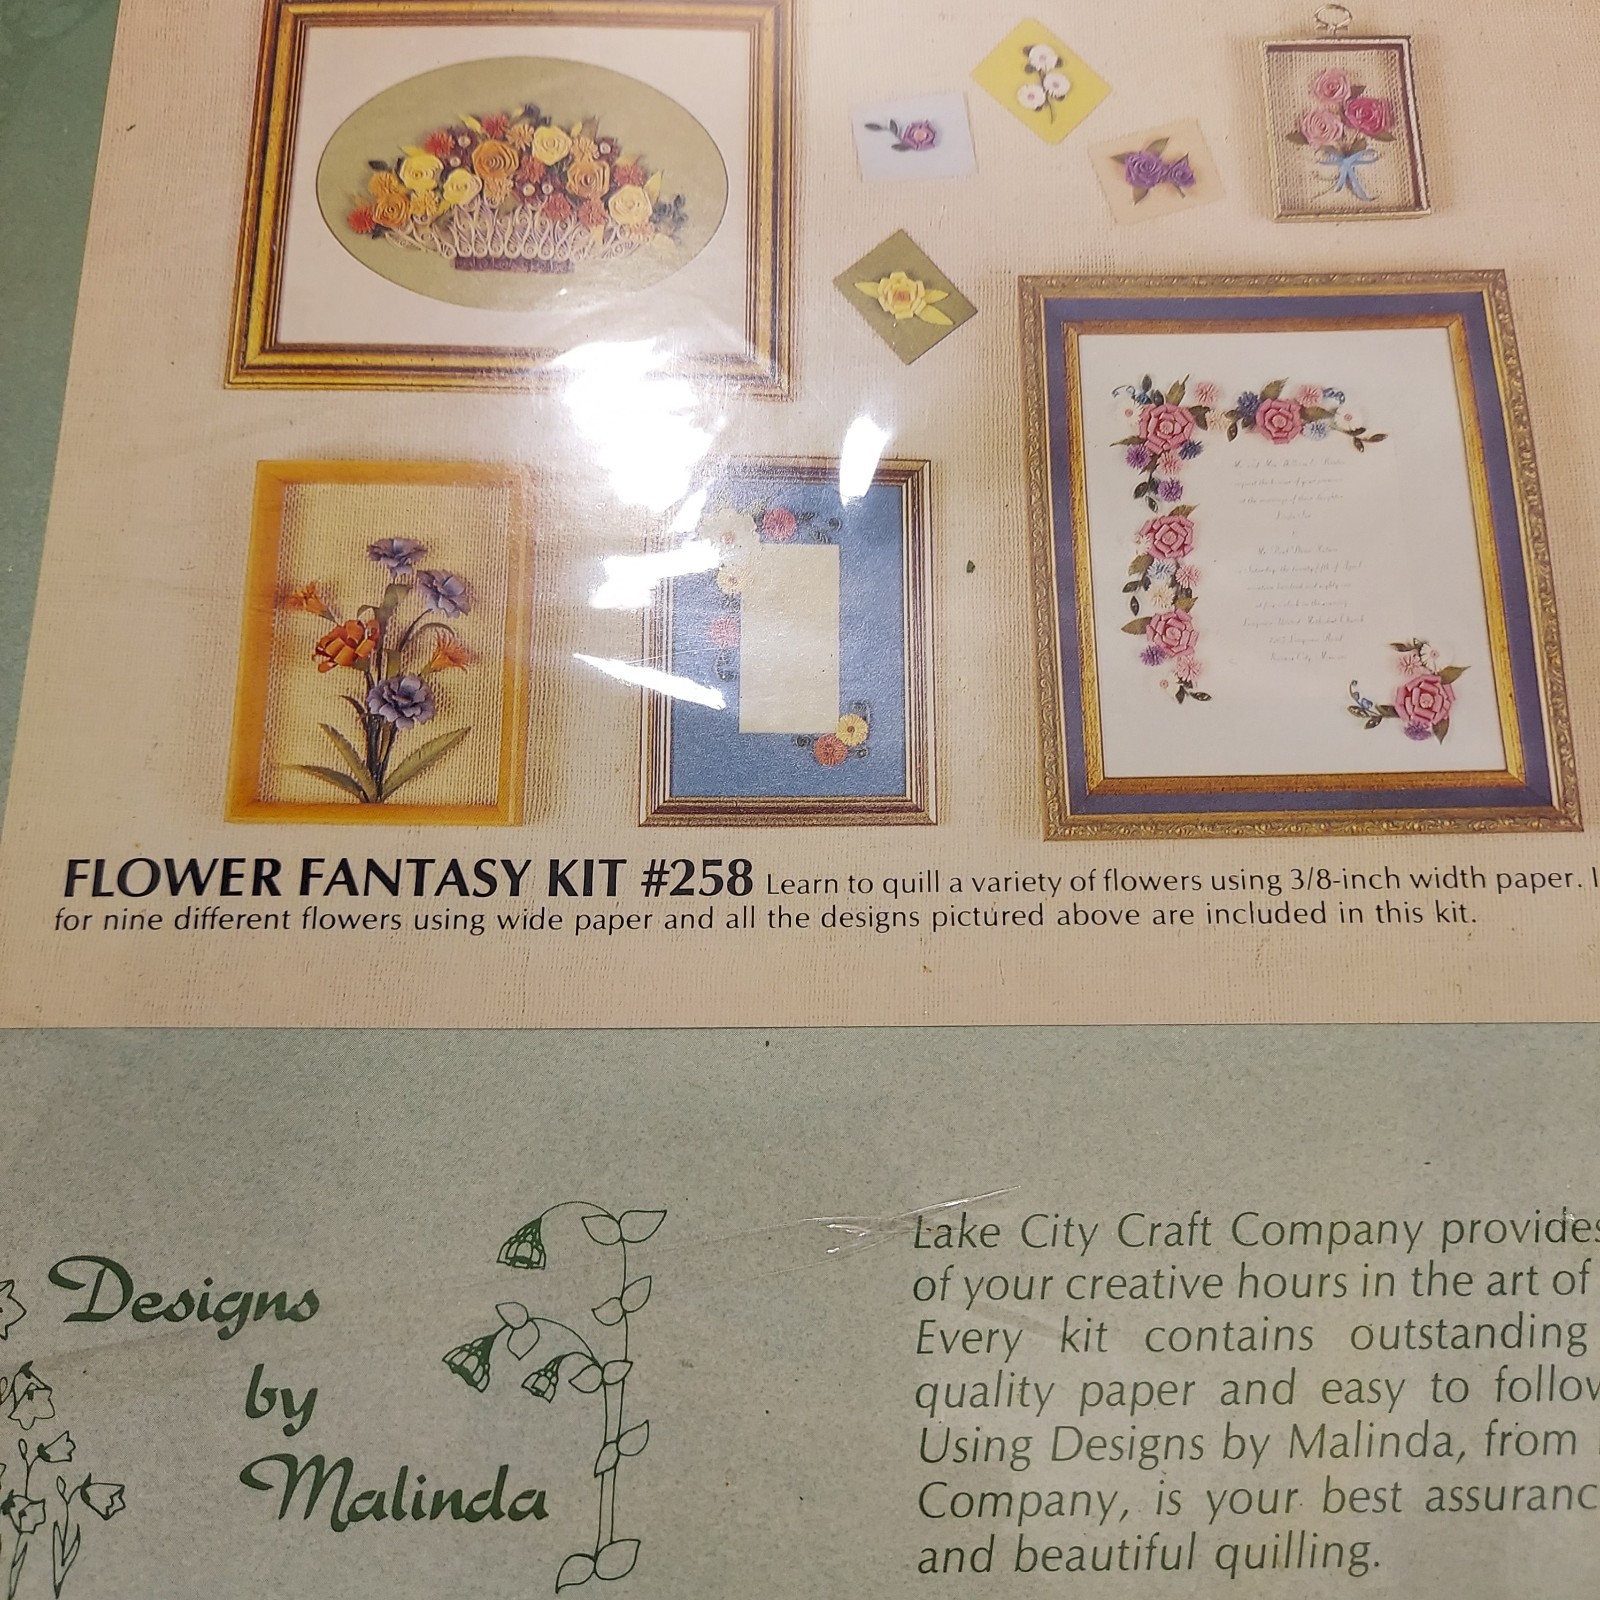 FLOWER FANTASY KIT #258 Learn to quill a variety of flowers using 3/8-inch width paper.
for nine different flowers using wide paper and all the designs pictured above are included in this kit.
Designs
by
Malinda
Lake City Craft Company provides
of your creative hours in the art of
Every kit contains outstanding
quality paper and easy to follow
Using Designs by Malinda, from
Company, is your best assuranc
and beautiful quilling.